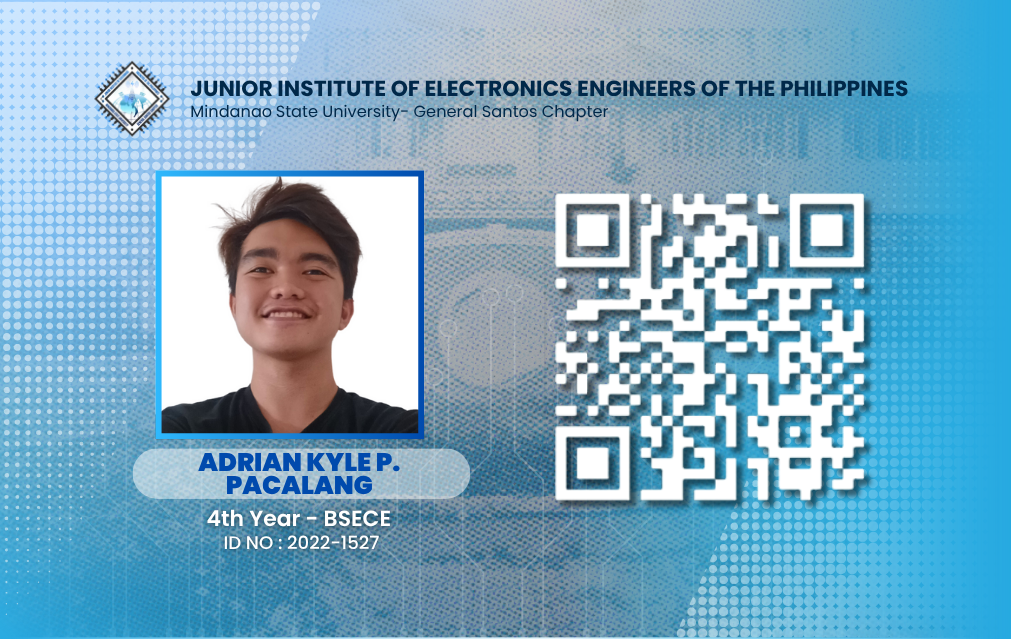 JUNIOR INSTITUTE OF ELECTRONICS ENGINEERS OF THE PHILIPPINES
Mindanao State University- General Santos Chapter
ADRIAN KYLE P.
PACALANG
4th Year - BSECE
ID NO : 2022-1527